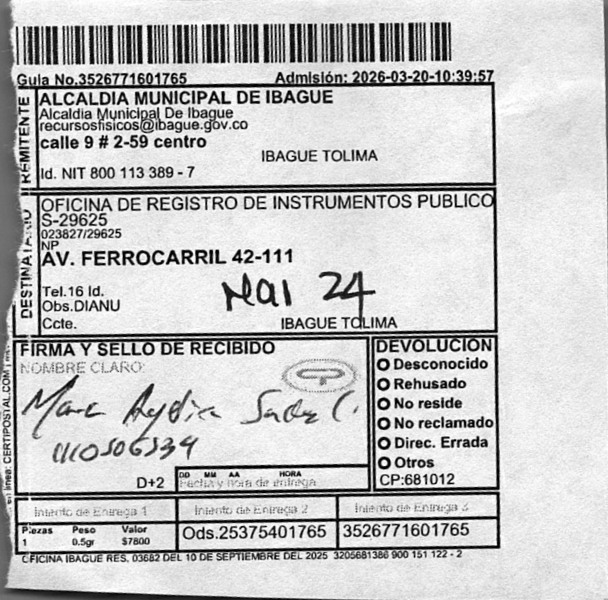 Guia No.3526771601765 Admisión: 2026-03-20-10:39:57
REMITENTE
ALCALDIA MUNICIPAL DE IBAGUE
Alcaldia Municipal De Ibague
recursosfisicos@ibague.gov.co
calle 9 # 2-59 centro
IBAGUE TOLIMA
Id. NIT 800 113 389 - 7
DESTINATARIO
OFICINA DE REGISTRO DE INSTRUMENTOS PUBLICO
S-29625
023827/29625
NP
AV. FERROCARRIL 42-111
Tel.16 Id.
Obs.DIANU
Ccte.
IBAGUE TOLIMA
FIRMA Y SELLO DE RECIBIDO
NOMBRE CLARO:
D+2
DD MM AA HORA
Fecha y hora de entrega
DEVOLUCION
Desconocido
Rehusado
No reside
No reclamado
Direc. Errada
Otros
CP:681012
Intento de Entrega 1 Intento de Entrega 2 Intento de Entrega 3
Piezas Peso Valor
1 0.5gr $7800
Ods.25375401765 3526771601765
OFICINA IBAGUE RES. 03682 DEL 10 DE SEPTIEMBRE DEL 2025 3205681386 900 151 122 - 2
en linea: CERTIPOSTAL.COM